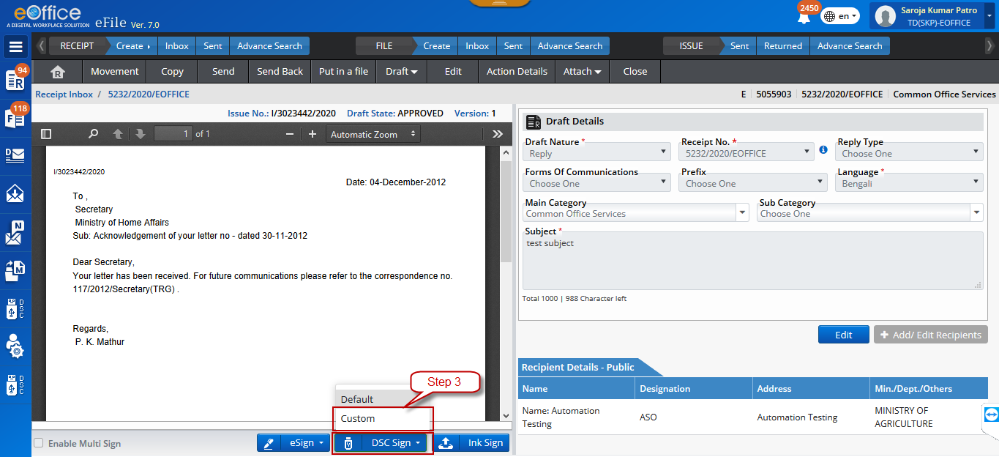 eOffice
A DIGITAL WORKPLACE SOLUTION
eFile Ver. 7.0
2450
en
Saroja Kumar Patro
TD(SKP)-EOFFICE
RECEIPT Create Inbox Sent Advance Search
FILE Create Inbox Sent Advance Search
ISSUE Sent Returned Advance Search
R Movement Copy Send Send Back Put in a file Draft Edit Action Details Attach Close
94
R
118
F
D
N
M
DSC
DSC
Receipt Inbox / 5232/2020/EOFFICE
E 5055903 5232/2020/EOFFICE Common Office Services
Issue No.: I/3023442/2020 Draft State: APPROVED Version: 1
1 of 1
Automatic Zoom
I/3023442/2020
Date: 04-December-2012
To ,
Secretary
Ministry of Home Affairs
Sub: Acknowledgement of your letter no - dated 30-11-2012
Dear Secretary,
Your letter has been received. For future communications please refer to the correspondence no.
117/2012/Secretary(TRG) .
Regards,
P. K. Mathur
Step 3
Default
Custom
Enable Multi Sign
eSign
DSC Sign
Ink Sign
R Draft Details
Draft Nature * Receipt No. * Reply Type
Reply 5232/2020/EOFFICE Choose One
Forms Of Communications Prefix Language *
Choose One Choose One Bengali
Main Category Sub Category
Common Office Services Choose One
Subject *
test subject
Total 1000 | 988 Character left
Edit
+ Add/ Edit Recipients
Recipient Details - Public
Name Designation Address Min./Dept./Others
Name: Automation Testing ASO Automation Testing MINISTRY OF AGRICULTURE